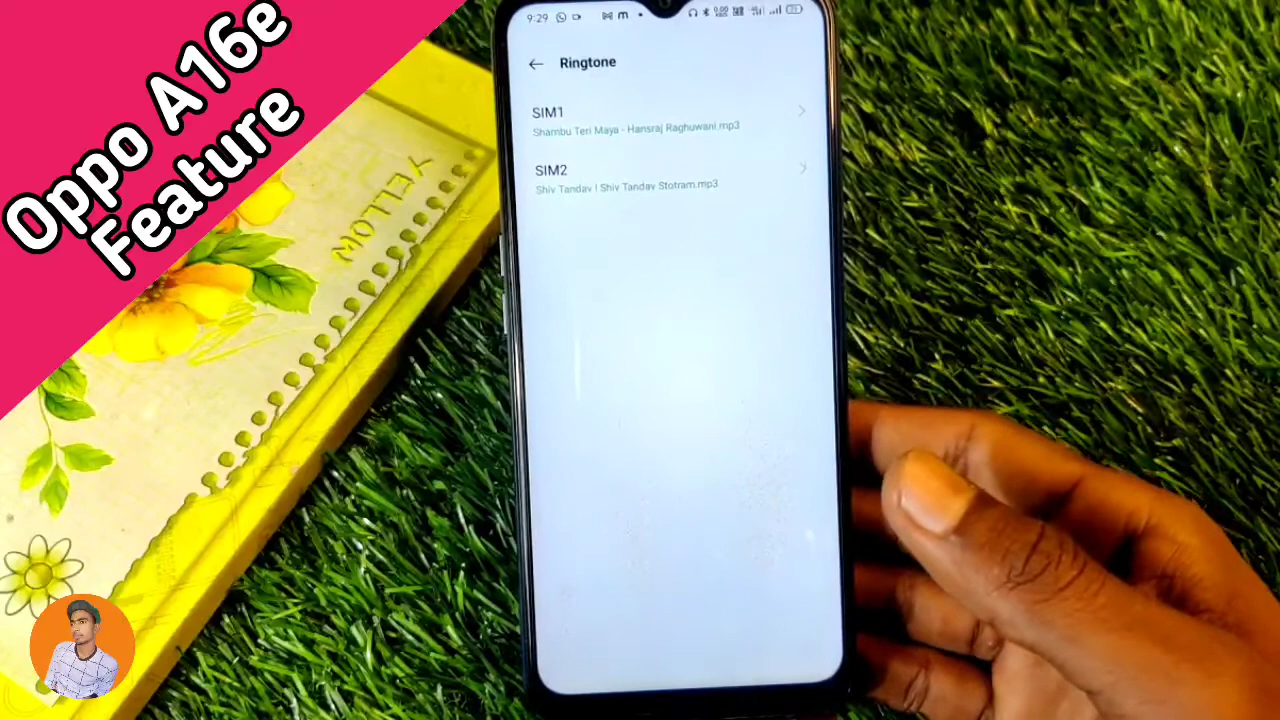 Oppo A16e
Feature
9:29
Ringtone
SIM1
Shambu Teri Maya - Hansraj Raghuwani.mp3
SIM2
Shiv Tandav | Shiv Tandav Stotram.mp3
YELLOW